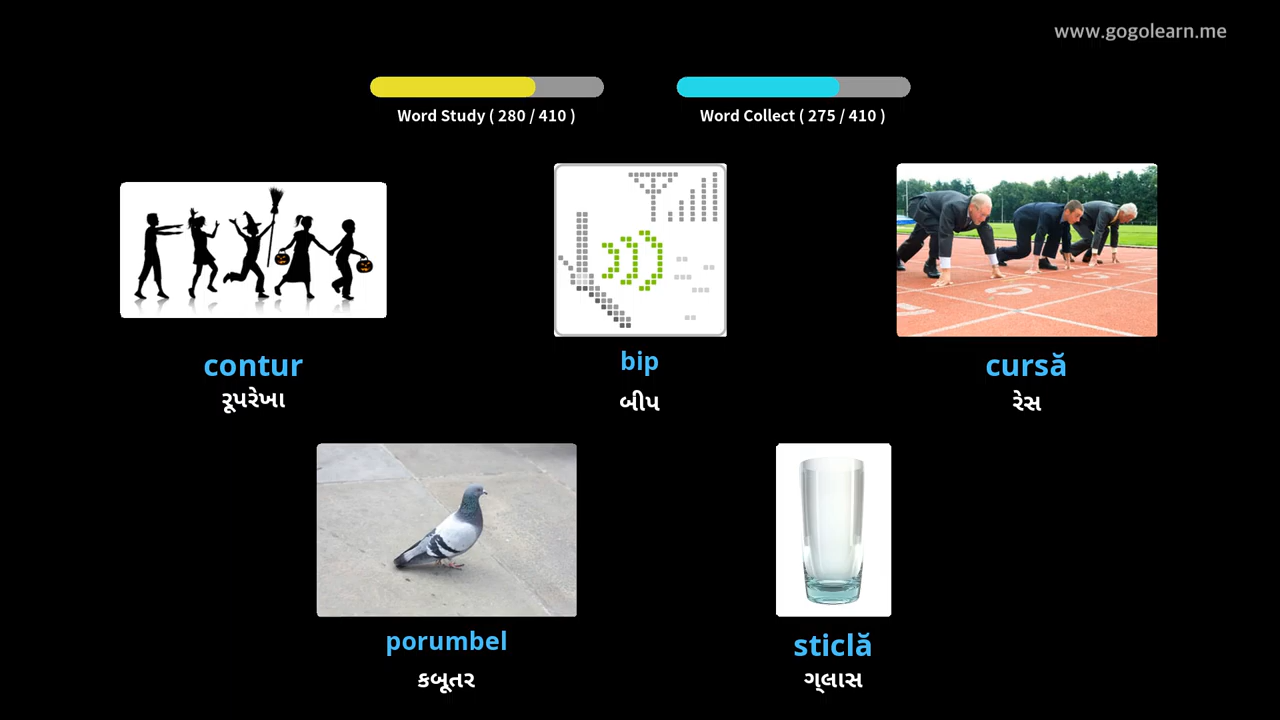 www.gogolearn.me
Word Study ( 280 / 410 )
Word Collect ( 275 / 410 )
contur
રૂપરેખા
bip
બીપ
cursă
રેસ
porumbel
કબૂતર
sticlă
ગ્લાસ